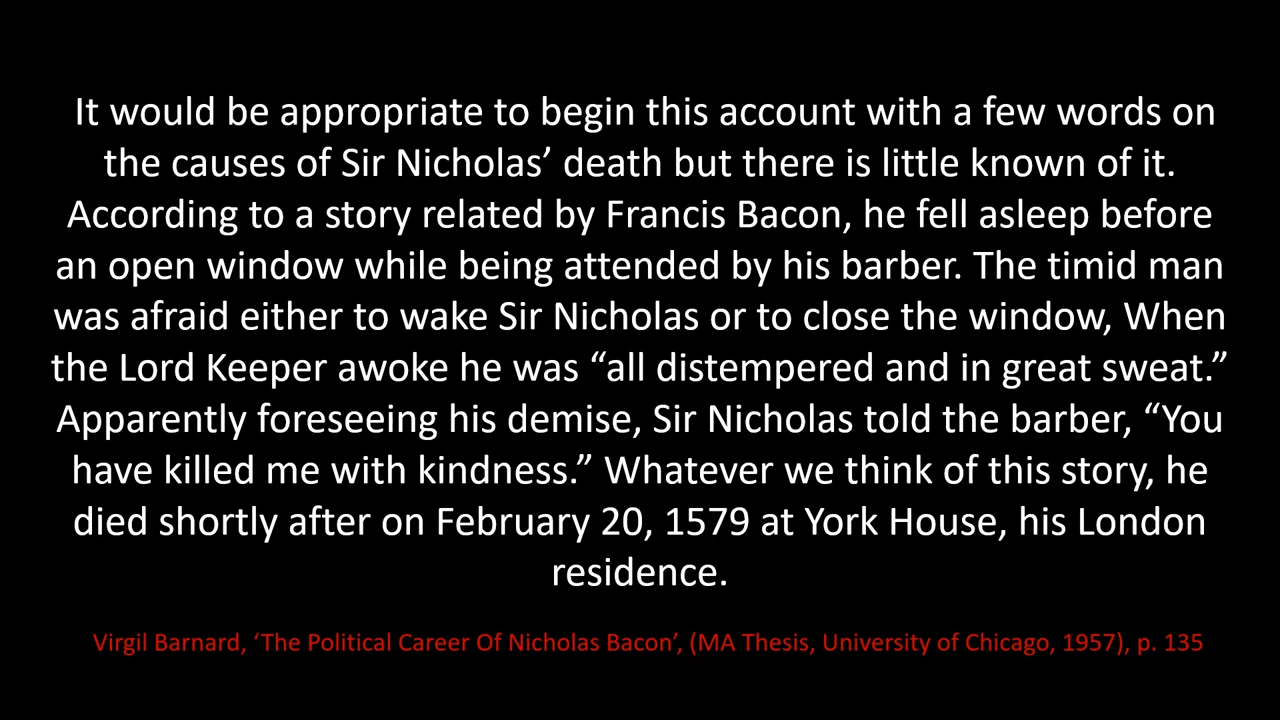 It would be appropriate to begin this account with a few words on
the causes of Sir Nicholas’ death but there is little known of it.
According to a story related by Francis Bacon, he fell asleep before
an open window while being attended by his barber. The timid man
was afraid either to wake Sir Nicholas or to close the window, When
the Lord Keeper awoke he was “all distempered and in great sweat.”
Apparently foreseeing his demise, Sir Nicholas told the barber, “You
have killed me with kindness.” Whatever we think of this story, he
died shortly after on February 20, 1579 at York House, his London
residence.
Virgil Barnard, ‘The Political Career Of Nicholas Bacon’, (MA Thesis, University of Chicago, 1957), p. 135